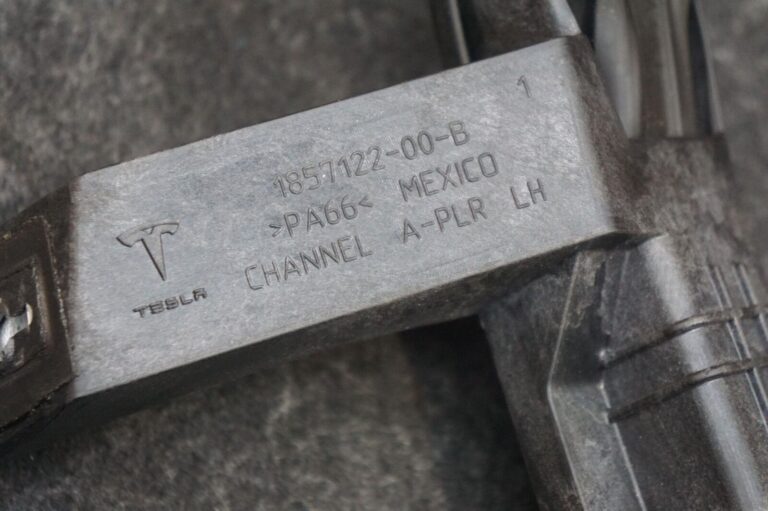 1
1857122-00-B
>PA66< MEXICO
CHANNEL A-PLR LH
TESLA